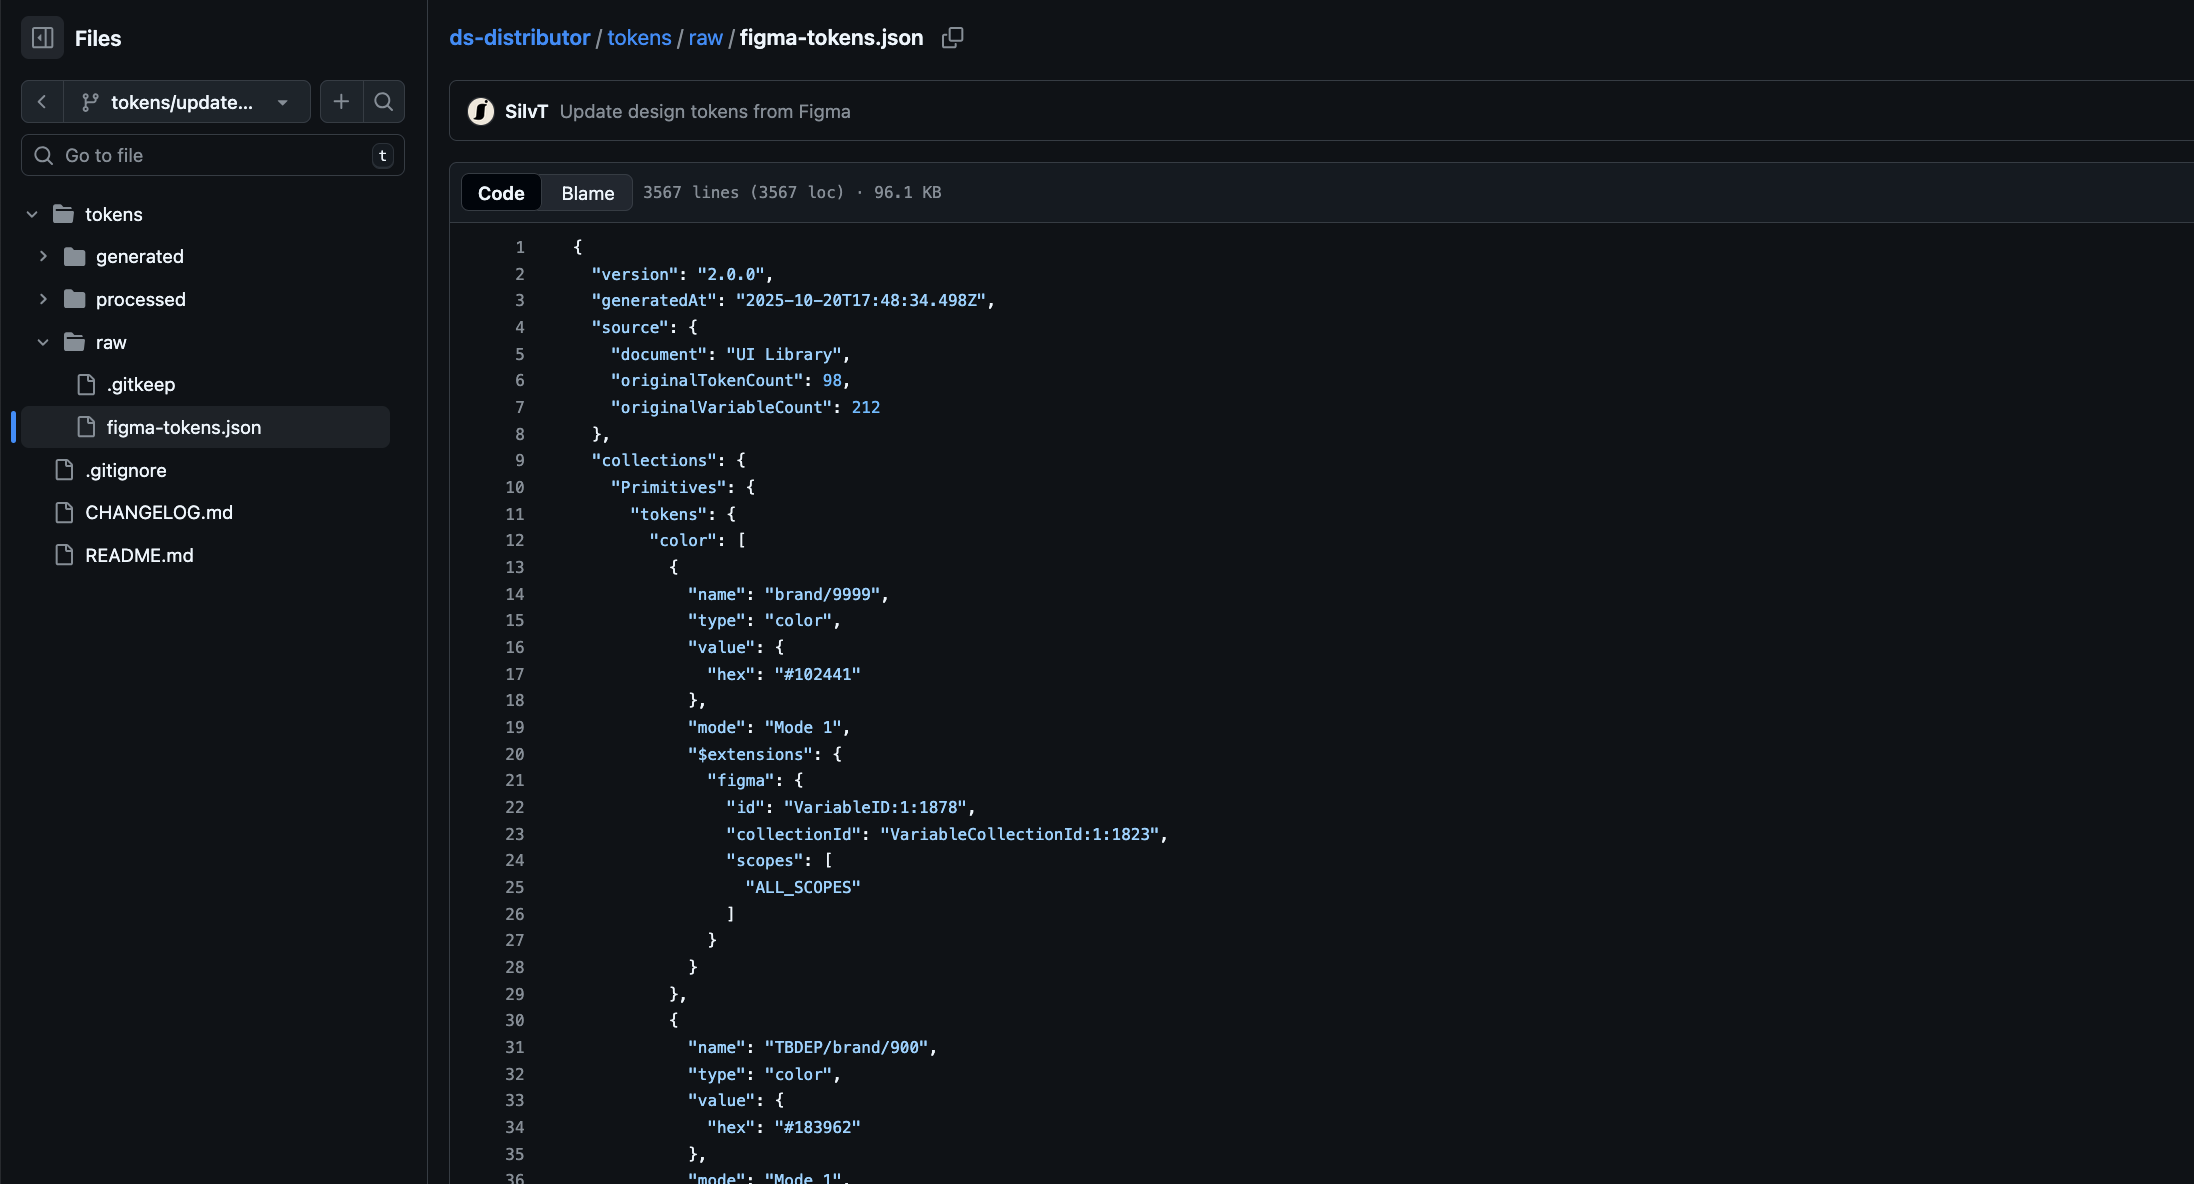 Files
tokens/update...
Go to file
t
tokens
generated
processed
raw
.gitkeep
figma-tokens.json
.gitignore
CHANGELOG.md
README.md
ds-distributor / tokens / raw / figma-tokens.json
SilvT Update design tokens from Figma
Code Blame 3567 lines (3567 loc) · 96.1 KB
1 {
2 "version": "2.0.0",
3 "generatedAt": "2025-10-20T17:48:34.498Z",
4 "source": {
5 "document": "UI Library",
6 "originalTokenCount": 98,
7 "originalVariableCount": 212
8 },
9 "collections": {
10 "Primitives": {
11 "tokens": {
12 "color": [
13 {
14 "name": "brand/9999",
15 "type": "color",
16 "value": {
17 "hex": "#102441"
18 },
19 "mode": "Mode 1",
20 "$extensions": {
21 "figma": {
22 "id": "VariableID:1:1878",
23 "collectionId": "VariableCollectionId:1:1823",
24 "scopes": [
25 "ALL_SCOPES"
26 ]
27 }
28 }
29 },
30 {
31 "name": "TBDEP/brand/900",
32 "type": "color",
33 "value": {
34 "hex": "#183962"
35 },
36 "mode": "Mode 1",